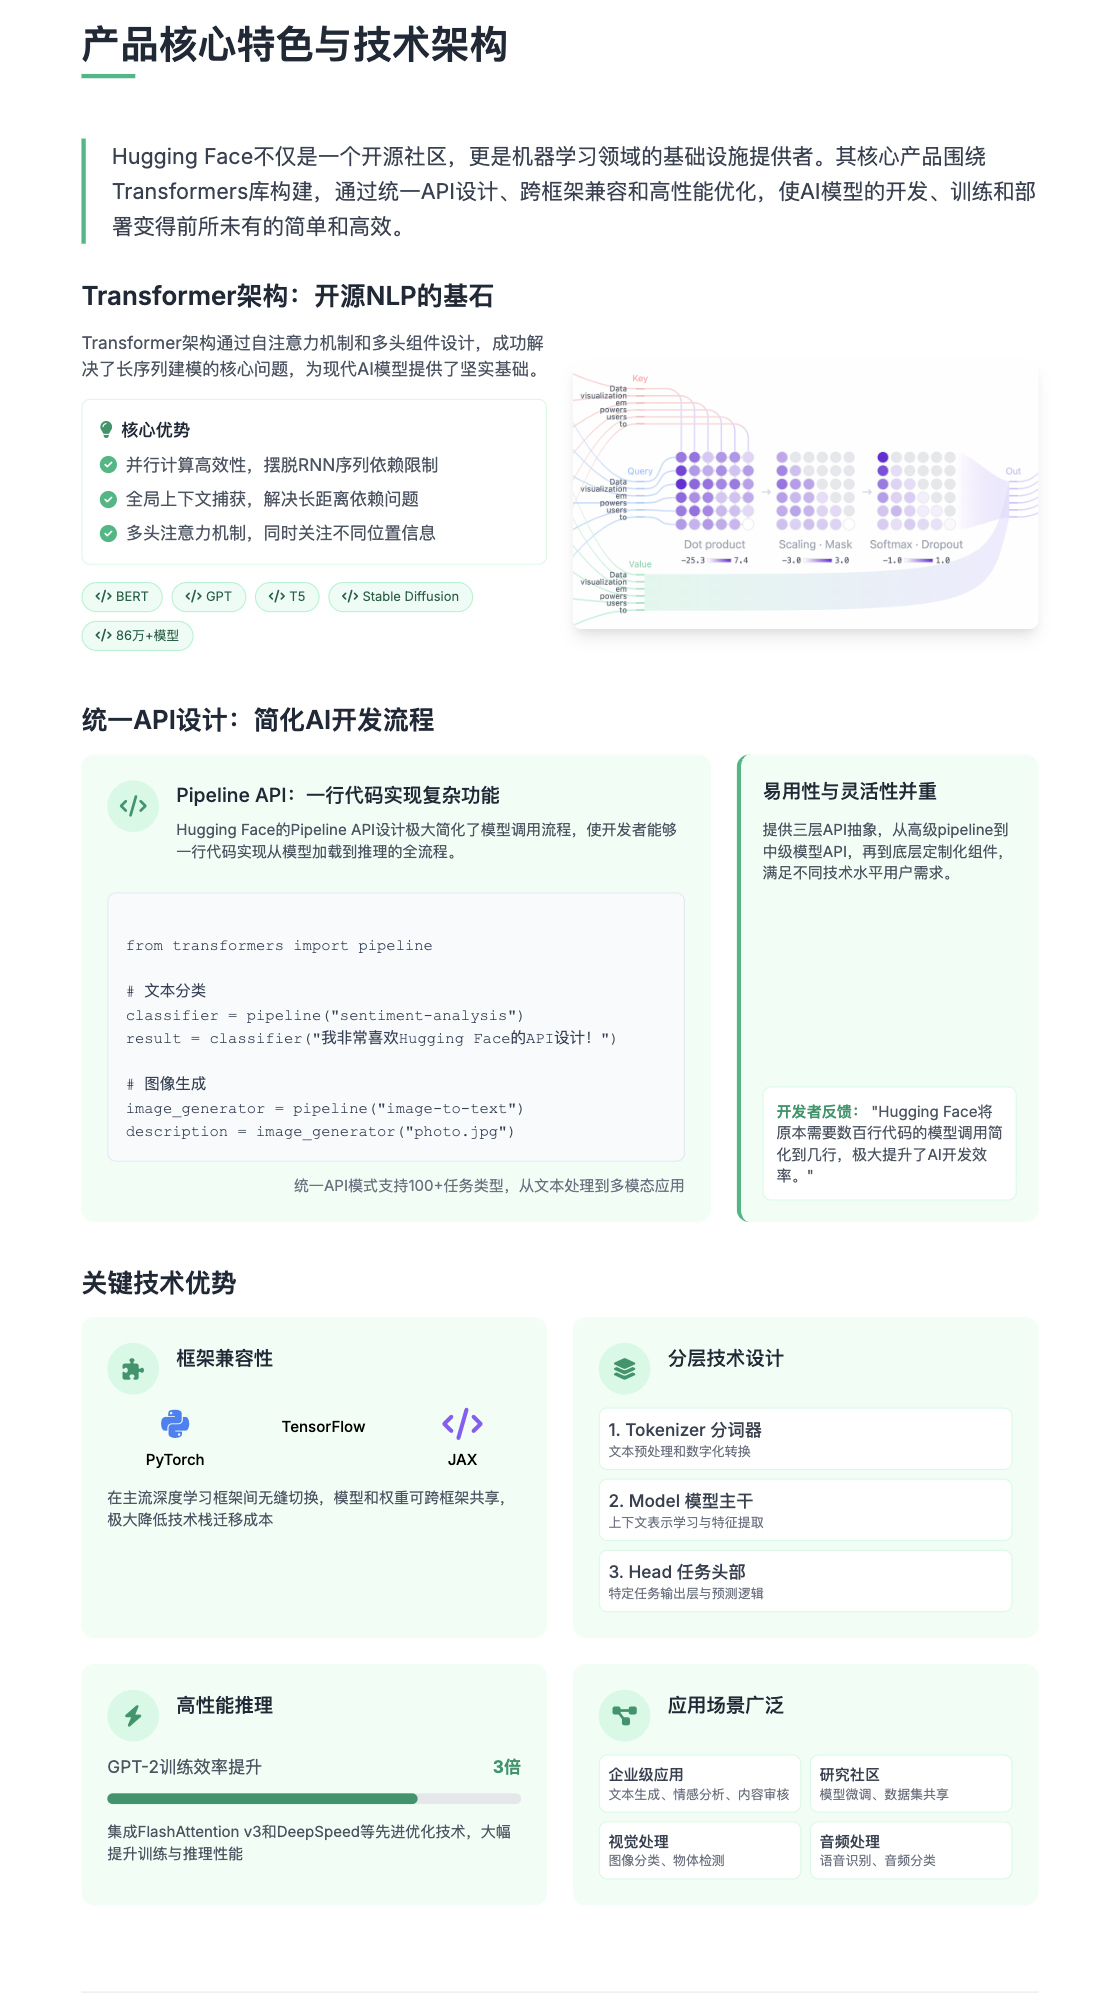 产品核心特色与技术架构
Hugging Face不仅是一个开源社区，更是机器学习领域的基础设施提供者。其核心产品围绕
Transformers库构建，通过统一API设计、跨框架兼容和高性能优化，使AI模型的开发、训练和部
署变得前所未有的简单和高效。
Transformer架构：开源NLP的基石
Transformer架构通过自注意力机制和多头组件设计，成功解
决了长序列建模的核心问题，为现代AI模型提供了坚实基础。
核心优势
并行计算高效性，摆脱RNN序列依赖限制
全局上下文捕获，解决长距离依赖问题
多头注意力机制，同时关注不同位置信息
BERT
GPT
T5
Stable Diffusion
86万+模型
Key
Data
visualization
em
powers
users
to
Query
Data
visualization
em
powers
users
to
Out
Dot product
Scaling · Mask
Softmax · Dropout
-25.3 7.4
-3.0 3.0
-1.0 1.0
Value
Data
visualization
em
powers
users
to
统一API设计：简化AI开发流程
Pipeline API：一行代码实现复杂功能
Hugging Face的Pipeline API设计极大简化了模型调用流程，使开发者能够
一行代码实现从模型加载到推理的全流程。
from transformers import pipeline
# 文本分类
classifier = pipeline("sentiment-analysis")
result = classifier("我非常喜欢Hugging Face的API设计！")
# 图像生成
image_generator = pipeline("image-to-text")
description = image_generator("photo.jpg")
统一API模式支持100+任务类型，从文本处理到多模态应用
易用性与灵活性并重
提供三层API抽象，从高级pipeline到
中级模型API，再到底层定制化组件，
满足不同技术水平用户需求。
开发者反馈： "Hugging Face将
原本需要数百行代码的模型调用简
化到几行，极大提升了AI开发效
率。"
关键技术优势
框架兼容性
PyTorch
TensorFlow
JAX
在主流深度学习框架间无缝切换，模型和权重可跨框架共享，
极大降低技术栈迁移成本
分层技术设计
1. Tokenizer 分词器
文本预处理和数字化转换
2. Model 模型主干
上下文表示学习与特征提取
3. Head 任务头部
特定任务输出层与预测逻辑
高性能推理
GPT-2训练效率提升 3倍
集成FlashAttention v3和DeepSpeed等先进优化技术，大幅
提升训练与推理性能
应用场景广泛
企业级应用
文本生成、情感分析、内容审核
研究社区
模型微调、数据集共享
视觉处理
图像分类、物体检测
音频处理
语音识别、音频分类